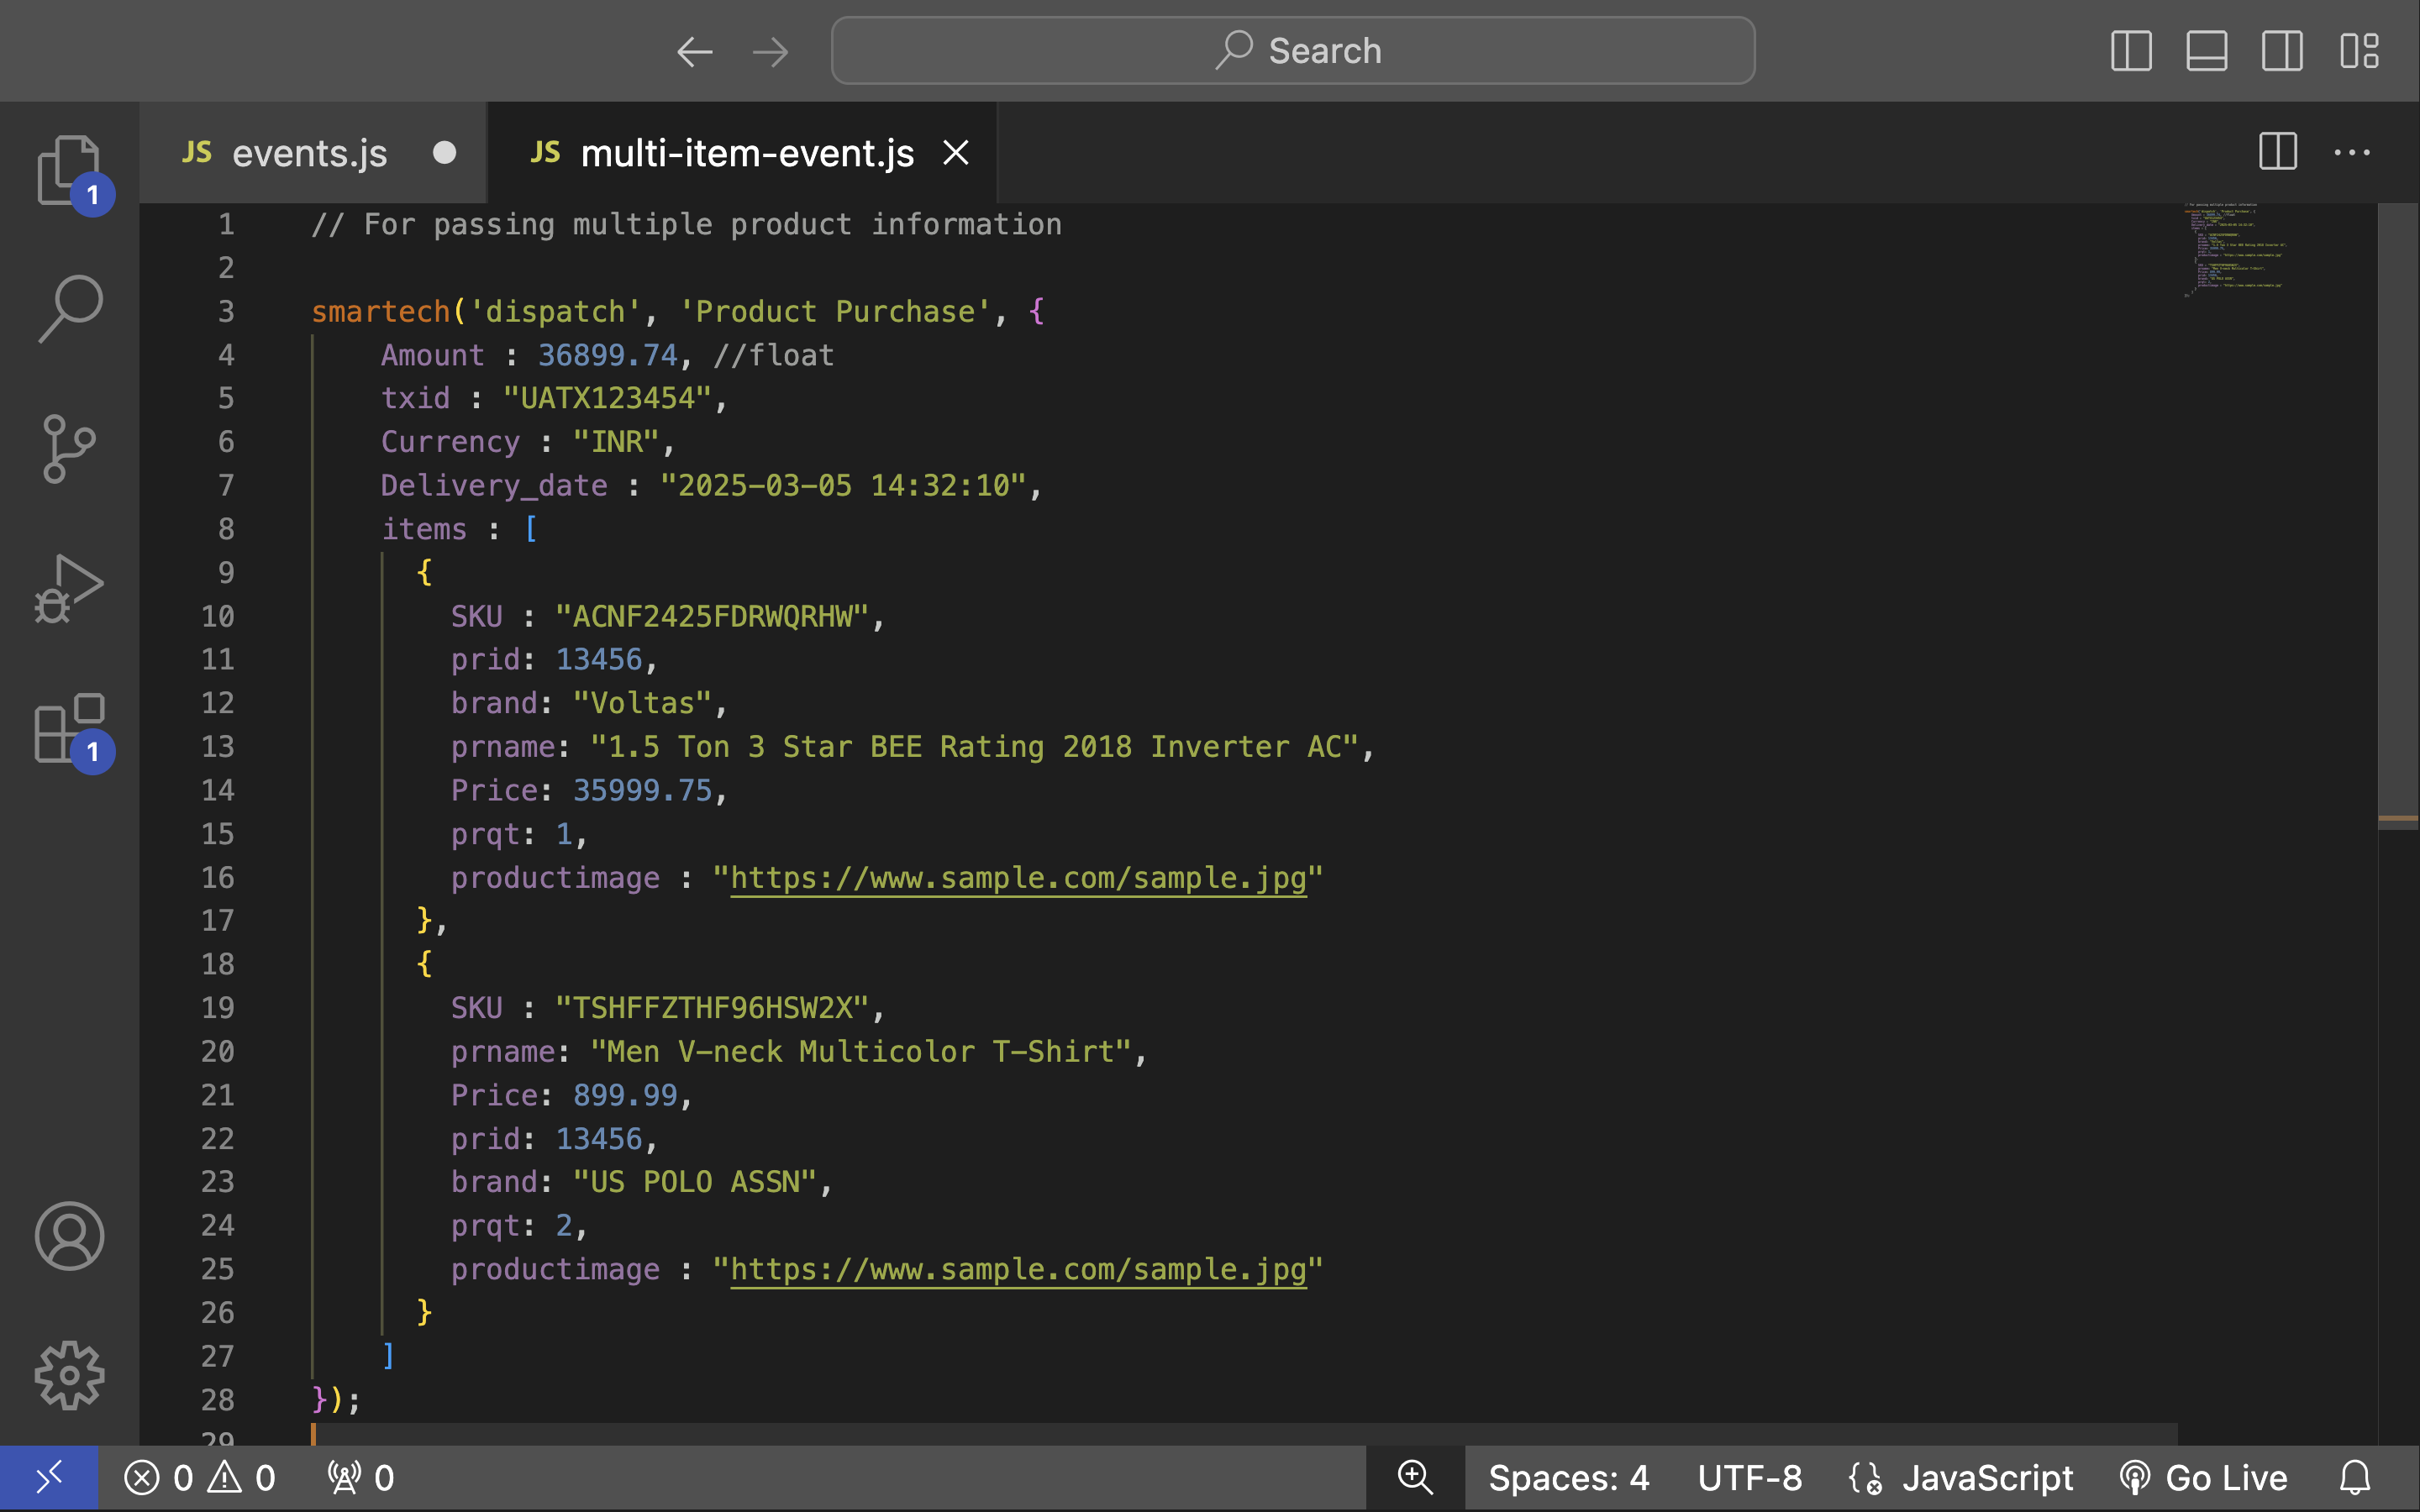 Search
JS events.js
JS multi-item-event.js
1
1
1 // For passing multiple product information
2
3 smartech('dispatch', 'Product Purchase', {
4 Amount : 36899.74, //float
5 txid : "UATX123454",
6 Currency : "INR",
7 Delivery_date : "2025-03-05 14:32:10",
8 items : [
9 {
10 SKU : "ACNF2425FDRWQRHW",
11 prid: 13456,
12 brand: "Voltas",
13 prname: "1.5 Ton 3 Star BEE Rating 2018 Inverter AC",
14 Price: 35999.75,
15 prqt: 1,
16 productimage : "https://www.sample.com/sample.jpg"
17 },
18 {
19 SKU : "TSHFFZTHF96HSW2X",
20 prname: "Men V-neck Multicolor T-Shirt",
21 Price: 899.99,
22 prid: 13456,
23 brand: "US POLO ASSN",
24 prqt: 2,
25 productimage : "https://www.sample.com/sample.jpg"
26 }
27 ]
28 });
29
0 0 0 Spaces: 4 UTF-8 JavaScript Go Live